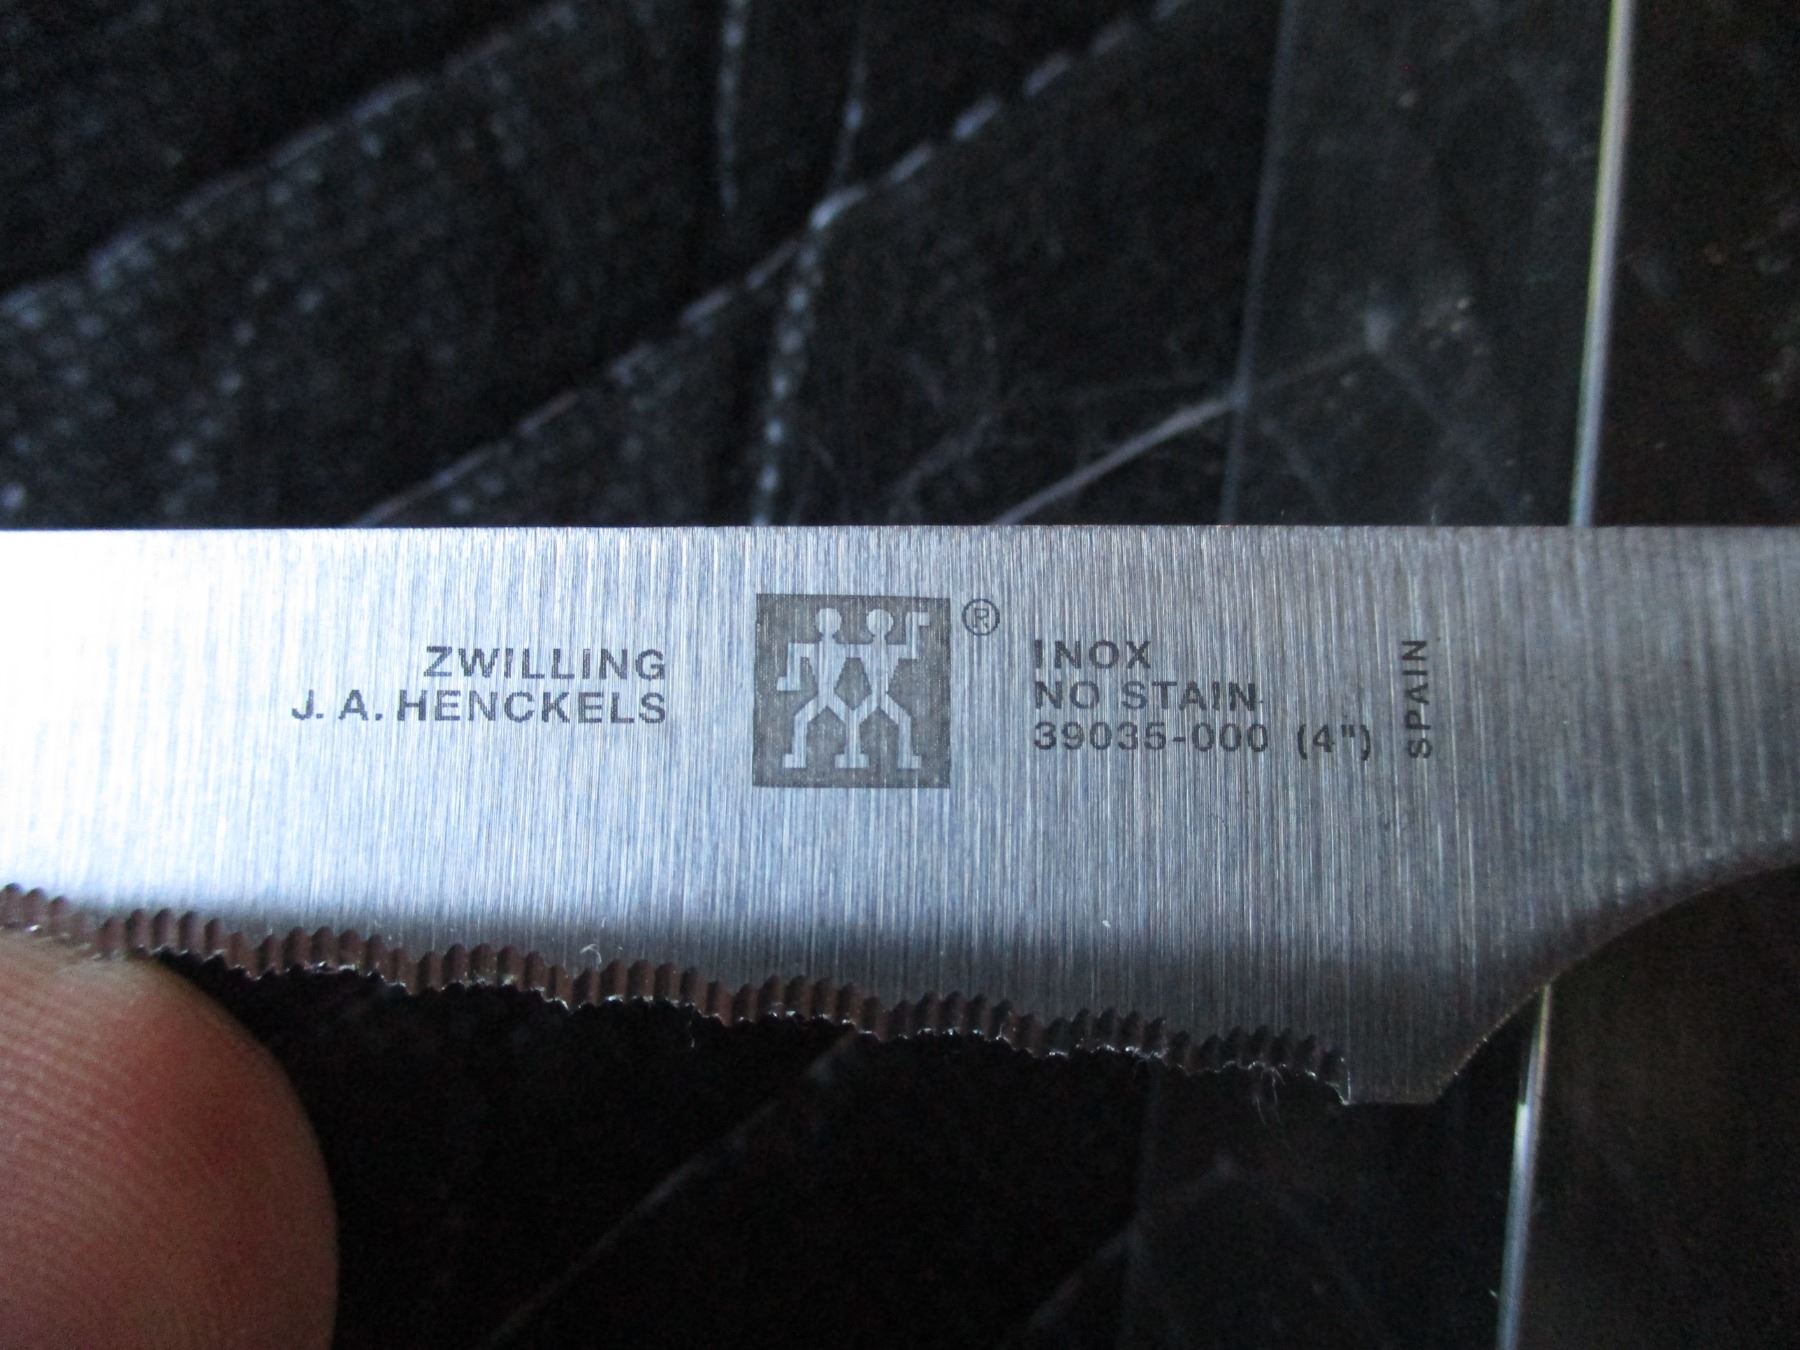 ZWILLING
J. A. HENCKELS
®
INOX
NO STAIN
39035-000 (4")
SPAIN